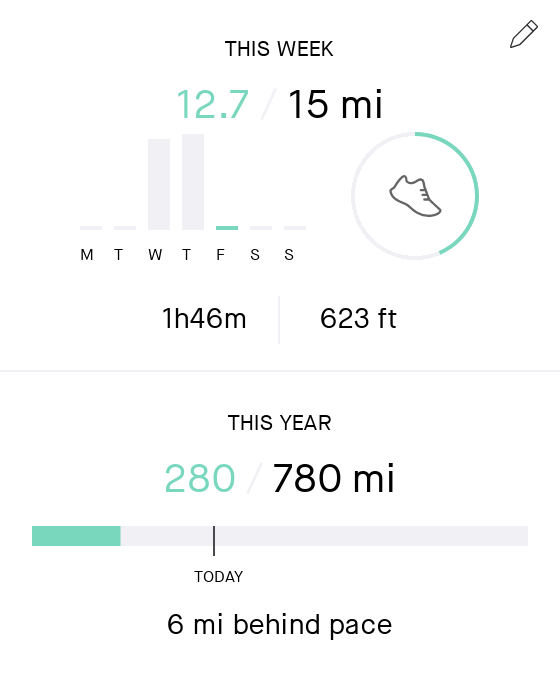 THIS WEEK
12.7 / 15 mi
M T W T F S S
1h46m 623 ft
THIS YEAR
280 / 780 mi
TODAY
6 mi behind pace